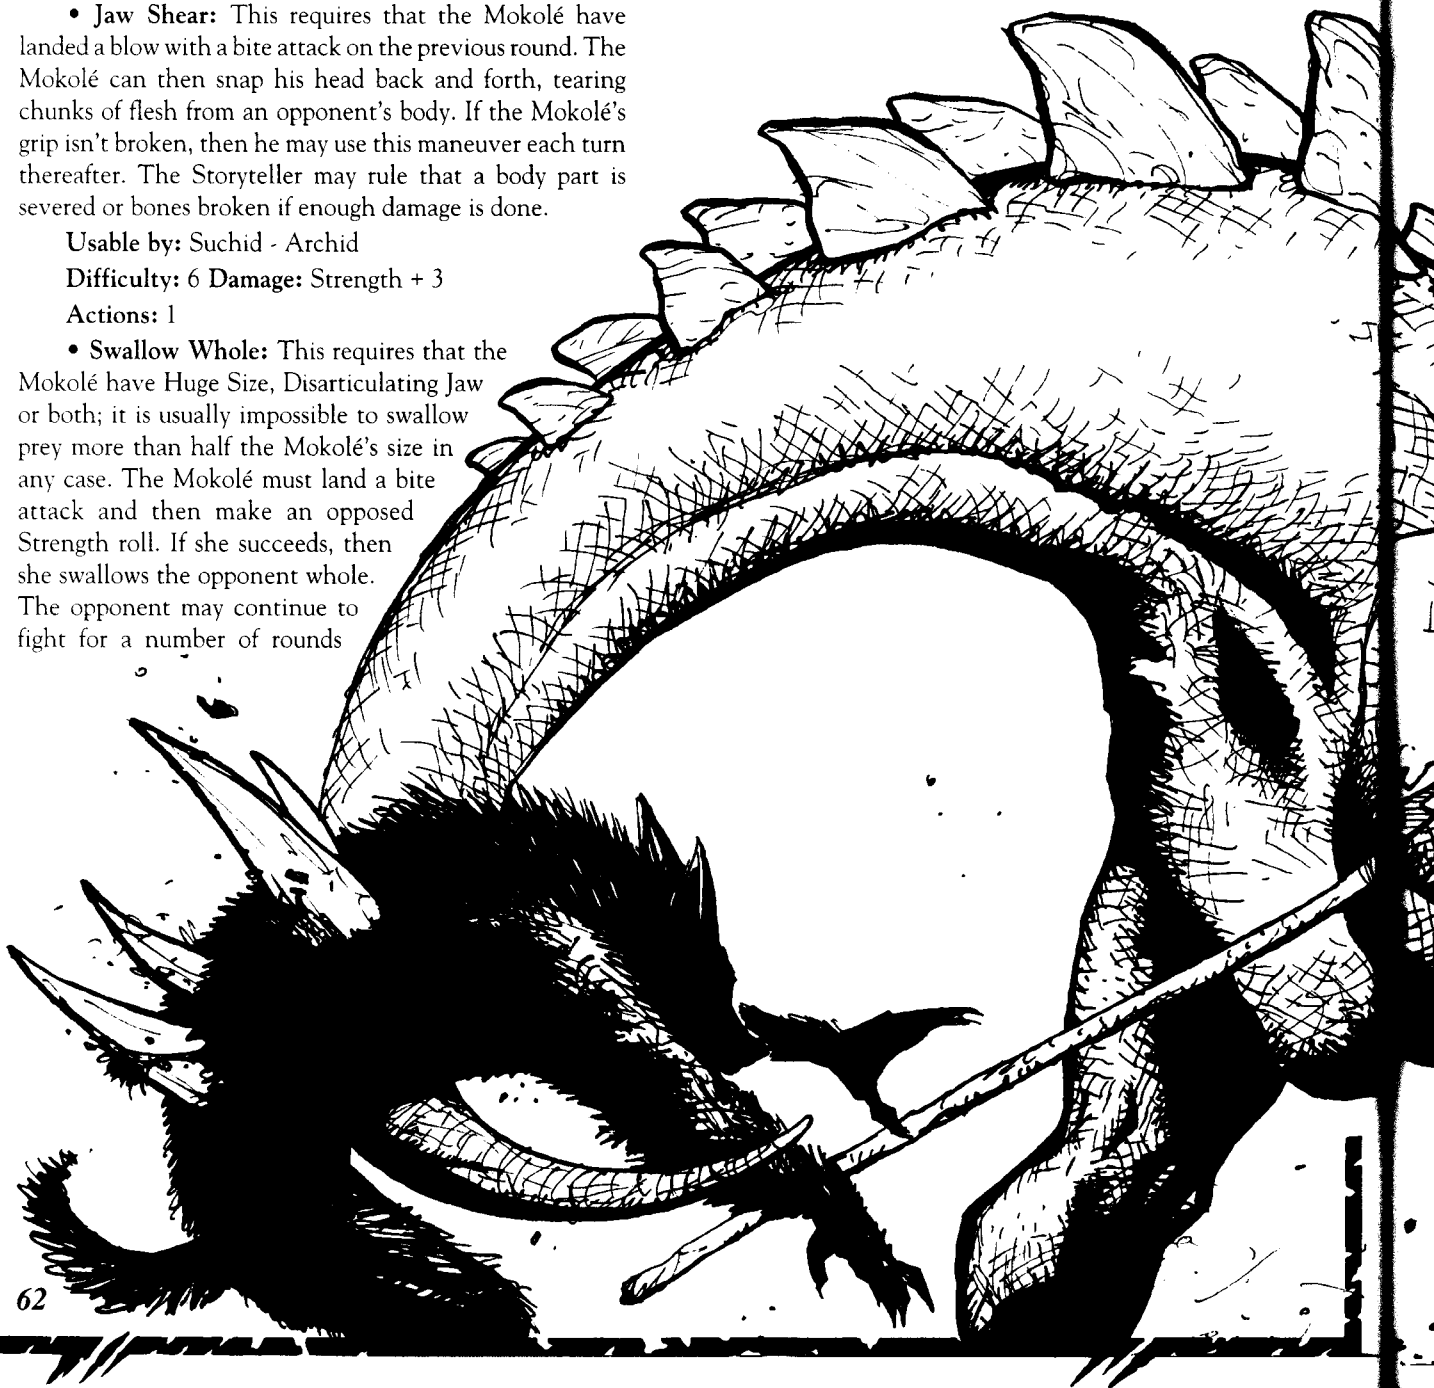 • Jaw Shear: This requires that the Mokolé have
landed a blow with a bite attack on the previous round. The
Mokolé can then snap his head back and forth, tearing
chunks of flesh from an opponent's body. If the Mokolé's
grip isn't broken, then he may use this maneuver each turn
thereafter. The Storyteller may rule that a body part is
severed or bones broken if enough damage is done.
Usable by: Suchid - Archid
Difficulty: 6 Damage: Strength + 3
Actions: 1
• Swallow Whole: This requires that the
Mokolé have Huge Size, Disarticulating Jaw
or both; it is usually impossible to swallow
prey more than half the Mokolé's size in
any case. The Mokolé must land a bite
attack and then make an opposed
Strength roll. If she succeeds, then
she swallows the opponent whole.
The opponent may continue to
fight for a number of rounds
62